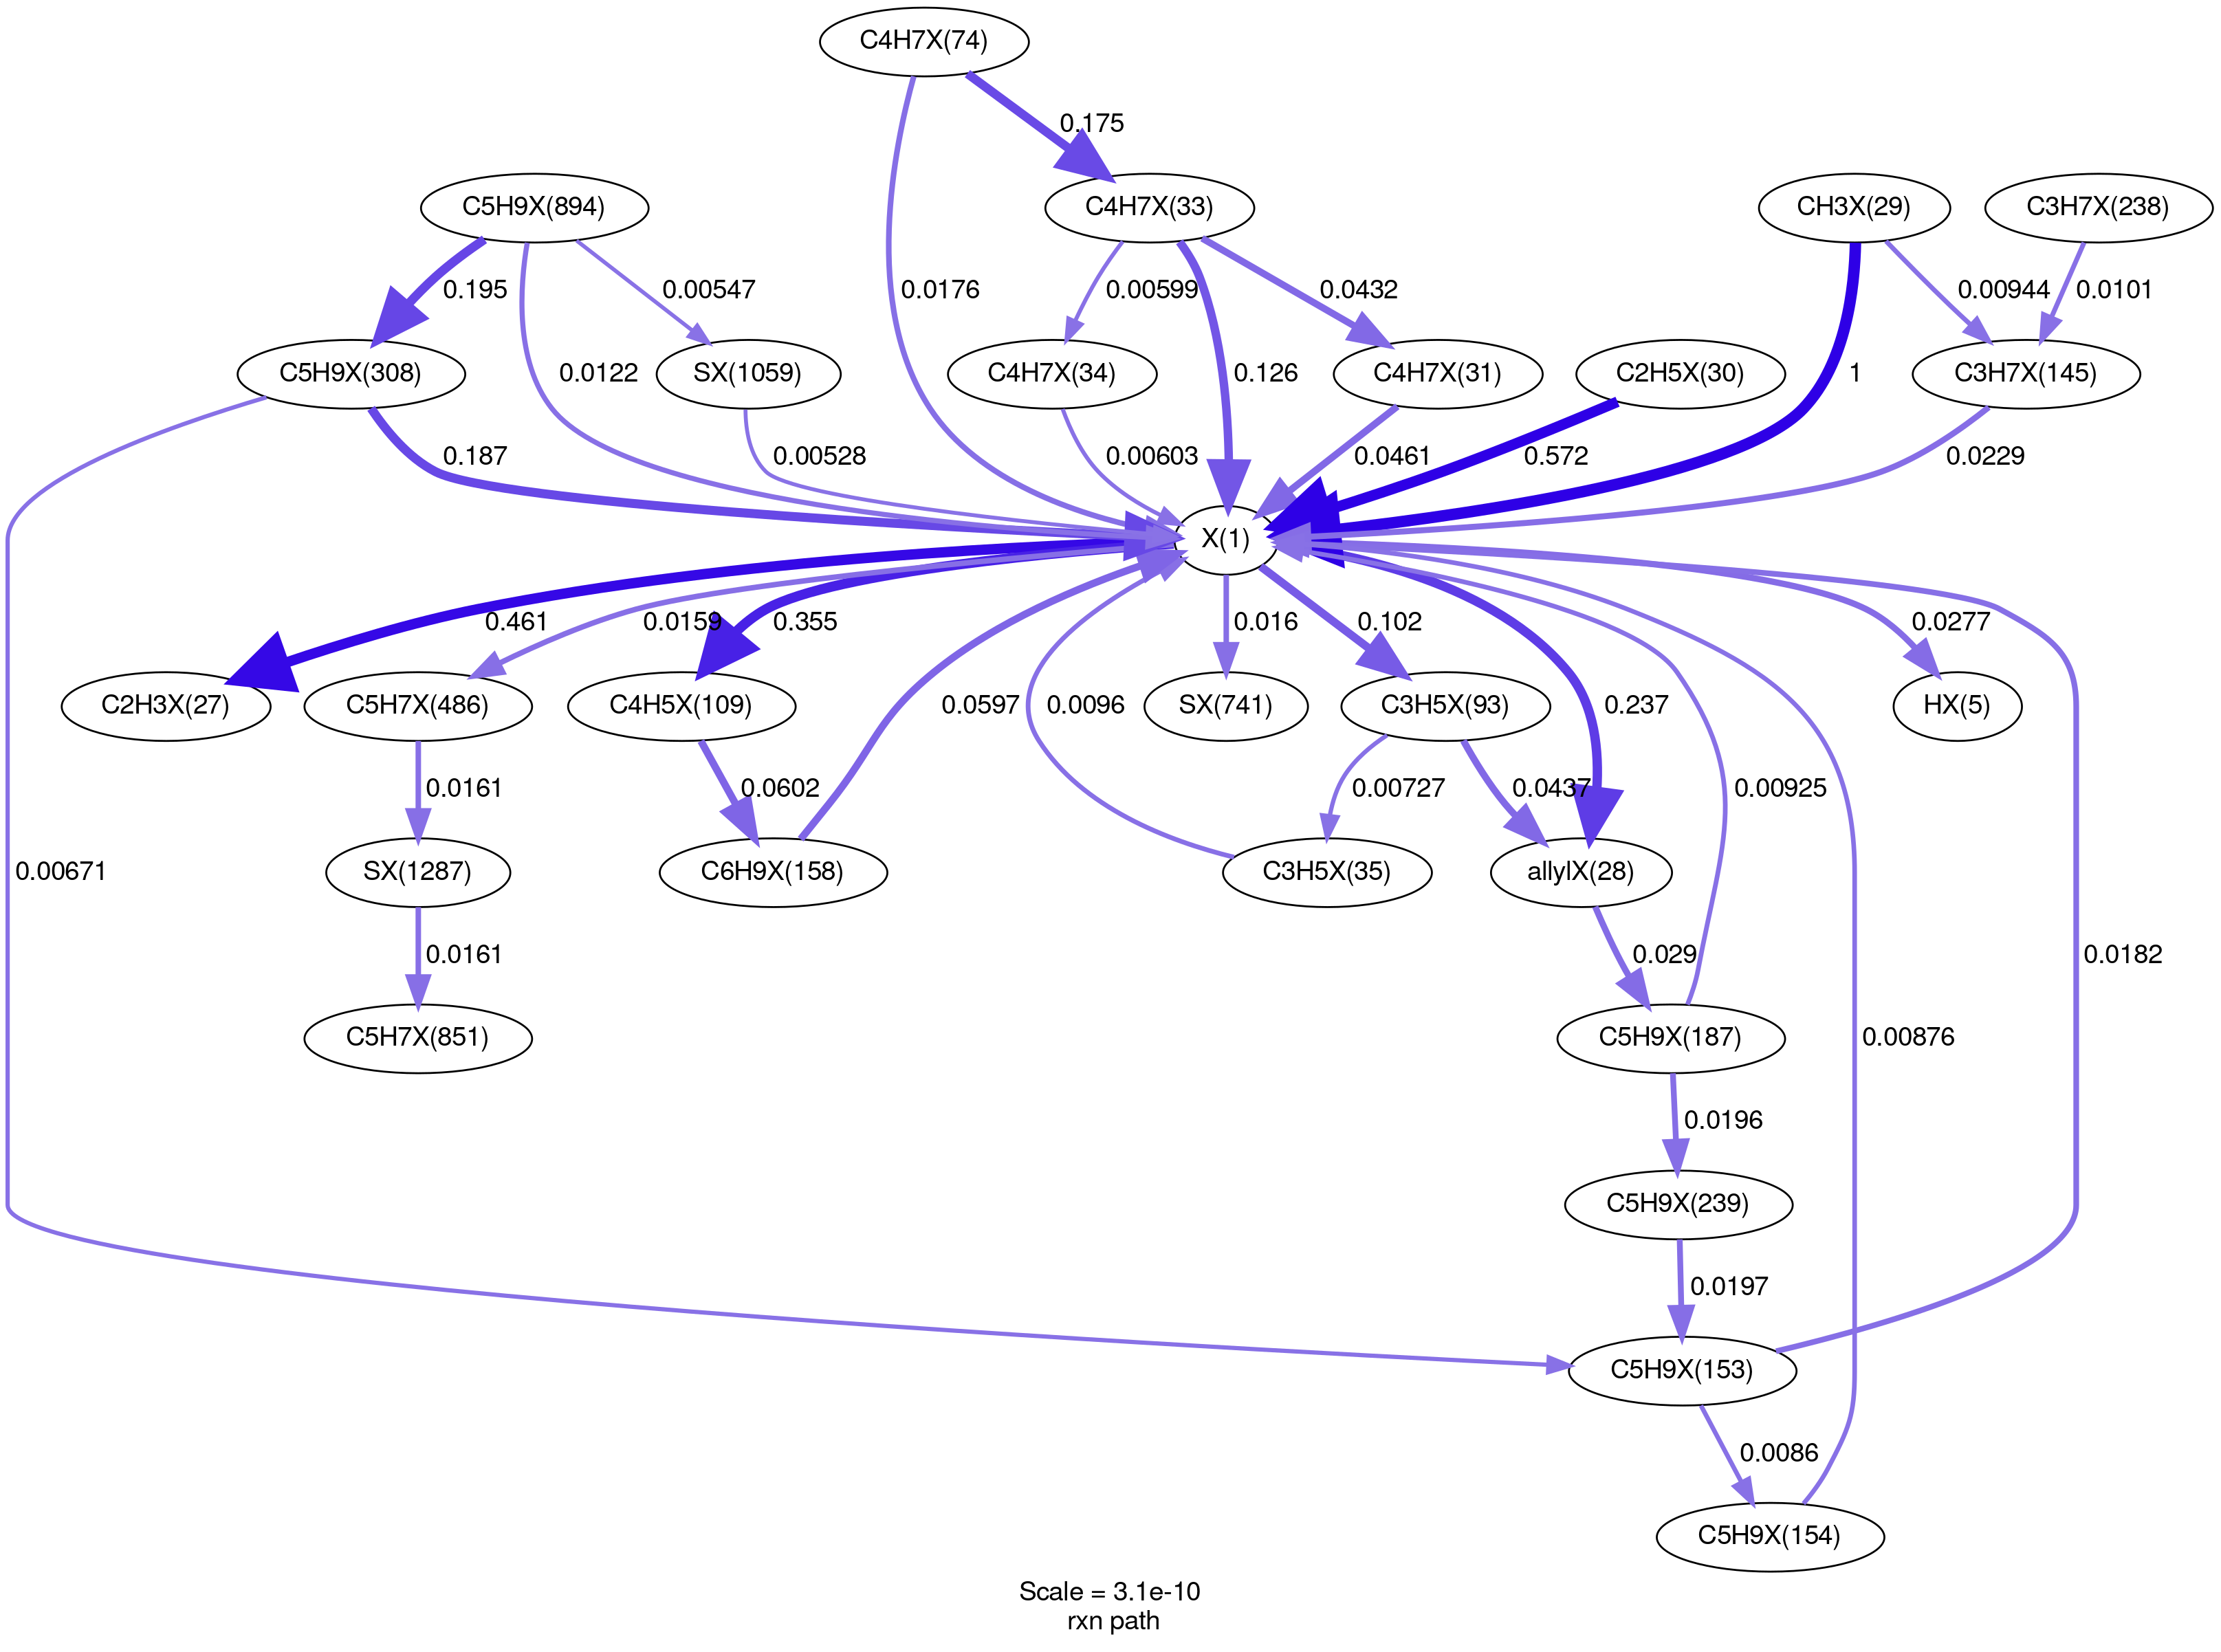 C4H7X(74)
0.175
C5H9X(894)
C4H7X(33)
CH3X(29)
C3H7X(238)
0.195
0.00547
0.0176
0.00599
0.0432
0.00944
0.0101
C5H9X(308)
0.0122
SX(1059)
C4H7X(34)
0.126
C4H7X(31)
C2H5X(30)
1
C3H7X(145)
0.187
0.00528
0.00603
0.0461
0.572
0.0229
X(1)
0.461
0.0159
0.355
0.016
0.102
0.0277
C2H3X(27)
C5H7X(486)
C4H5X(109)
0.0597
0.0096
SX(741)
C3H5X(93)
0.237
HX(5)
0.0161
0.0602
0.00727
0.0437
0.00925
0.00671
SX(1287)
C6H9X(158)
C3H5X(35)
allylX(28)
0.0161
0.029
0.0182
C5H7X(851)
C5H9X(187)
0.00876
0.0196
C5H9X(239)
0.0197
C5H9X(153)
0.0086
C5H9X(154)
Scale = 3.1e-10
rxn path